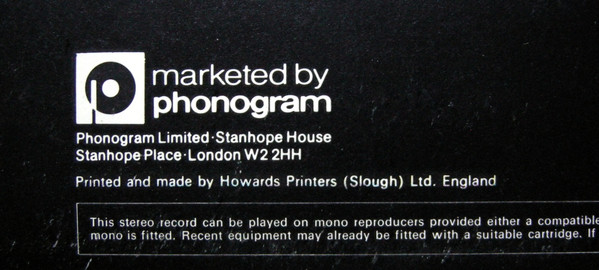 marketed by
phonogram
Phonogram Limited·Stanhope House
Stanhope Place·London W2 2HH
Printed and made by Howards Printers (Slough) Ltd. England
This stereo record can be played on mono reproducers provided either a compatible
mono is fitted. Recent equipment may already be fitted with a suitable cartridge. If